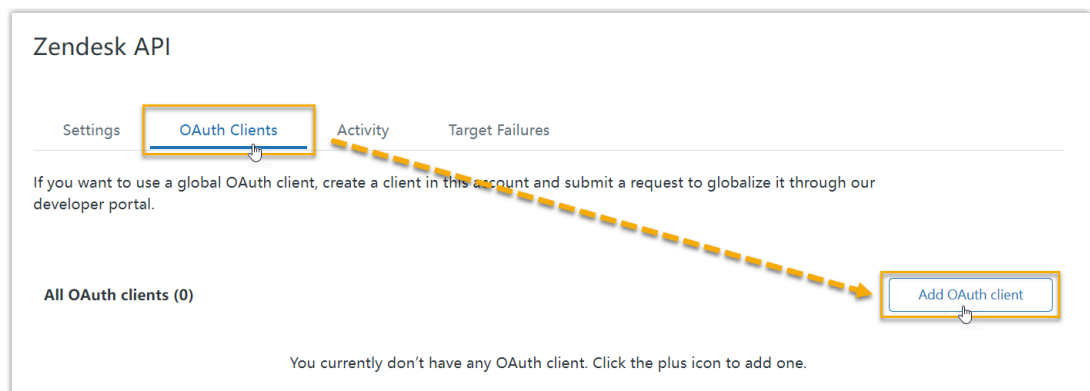 Zendesk API
Settings
OAuth Clients
Activity
Target Failures
If you want to use a global OAuth client, create a client in this account and submit a request to globalize it through our
developer portal.
All OAuth clients (0)
Add OAuth client
You currently don't have any OAuth client. Click the plus icon to add one.